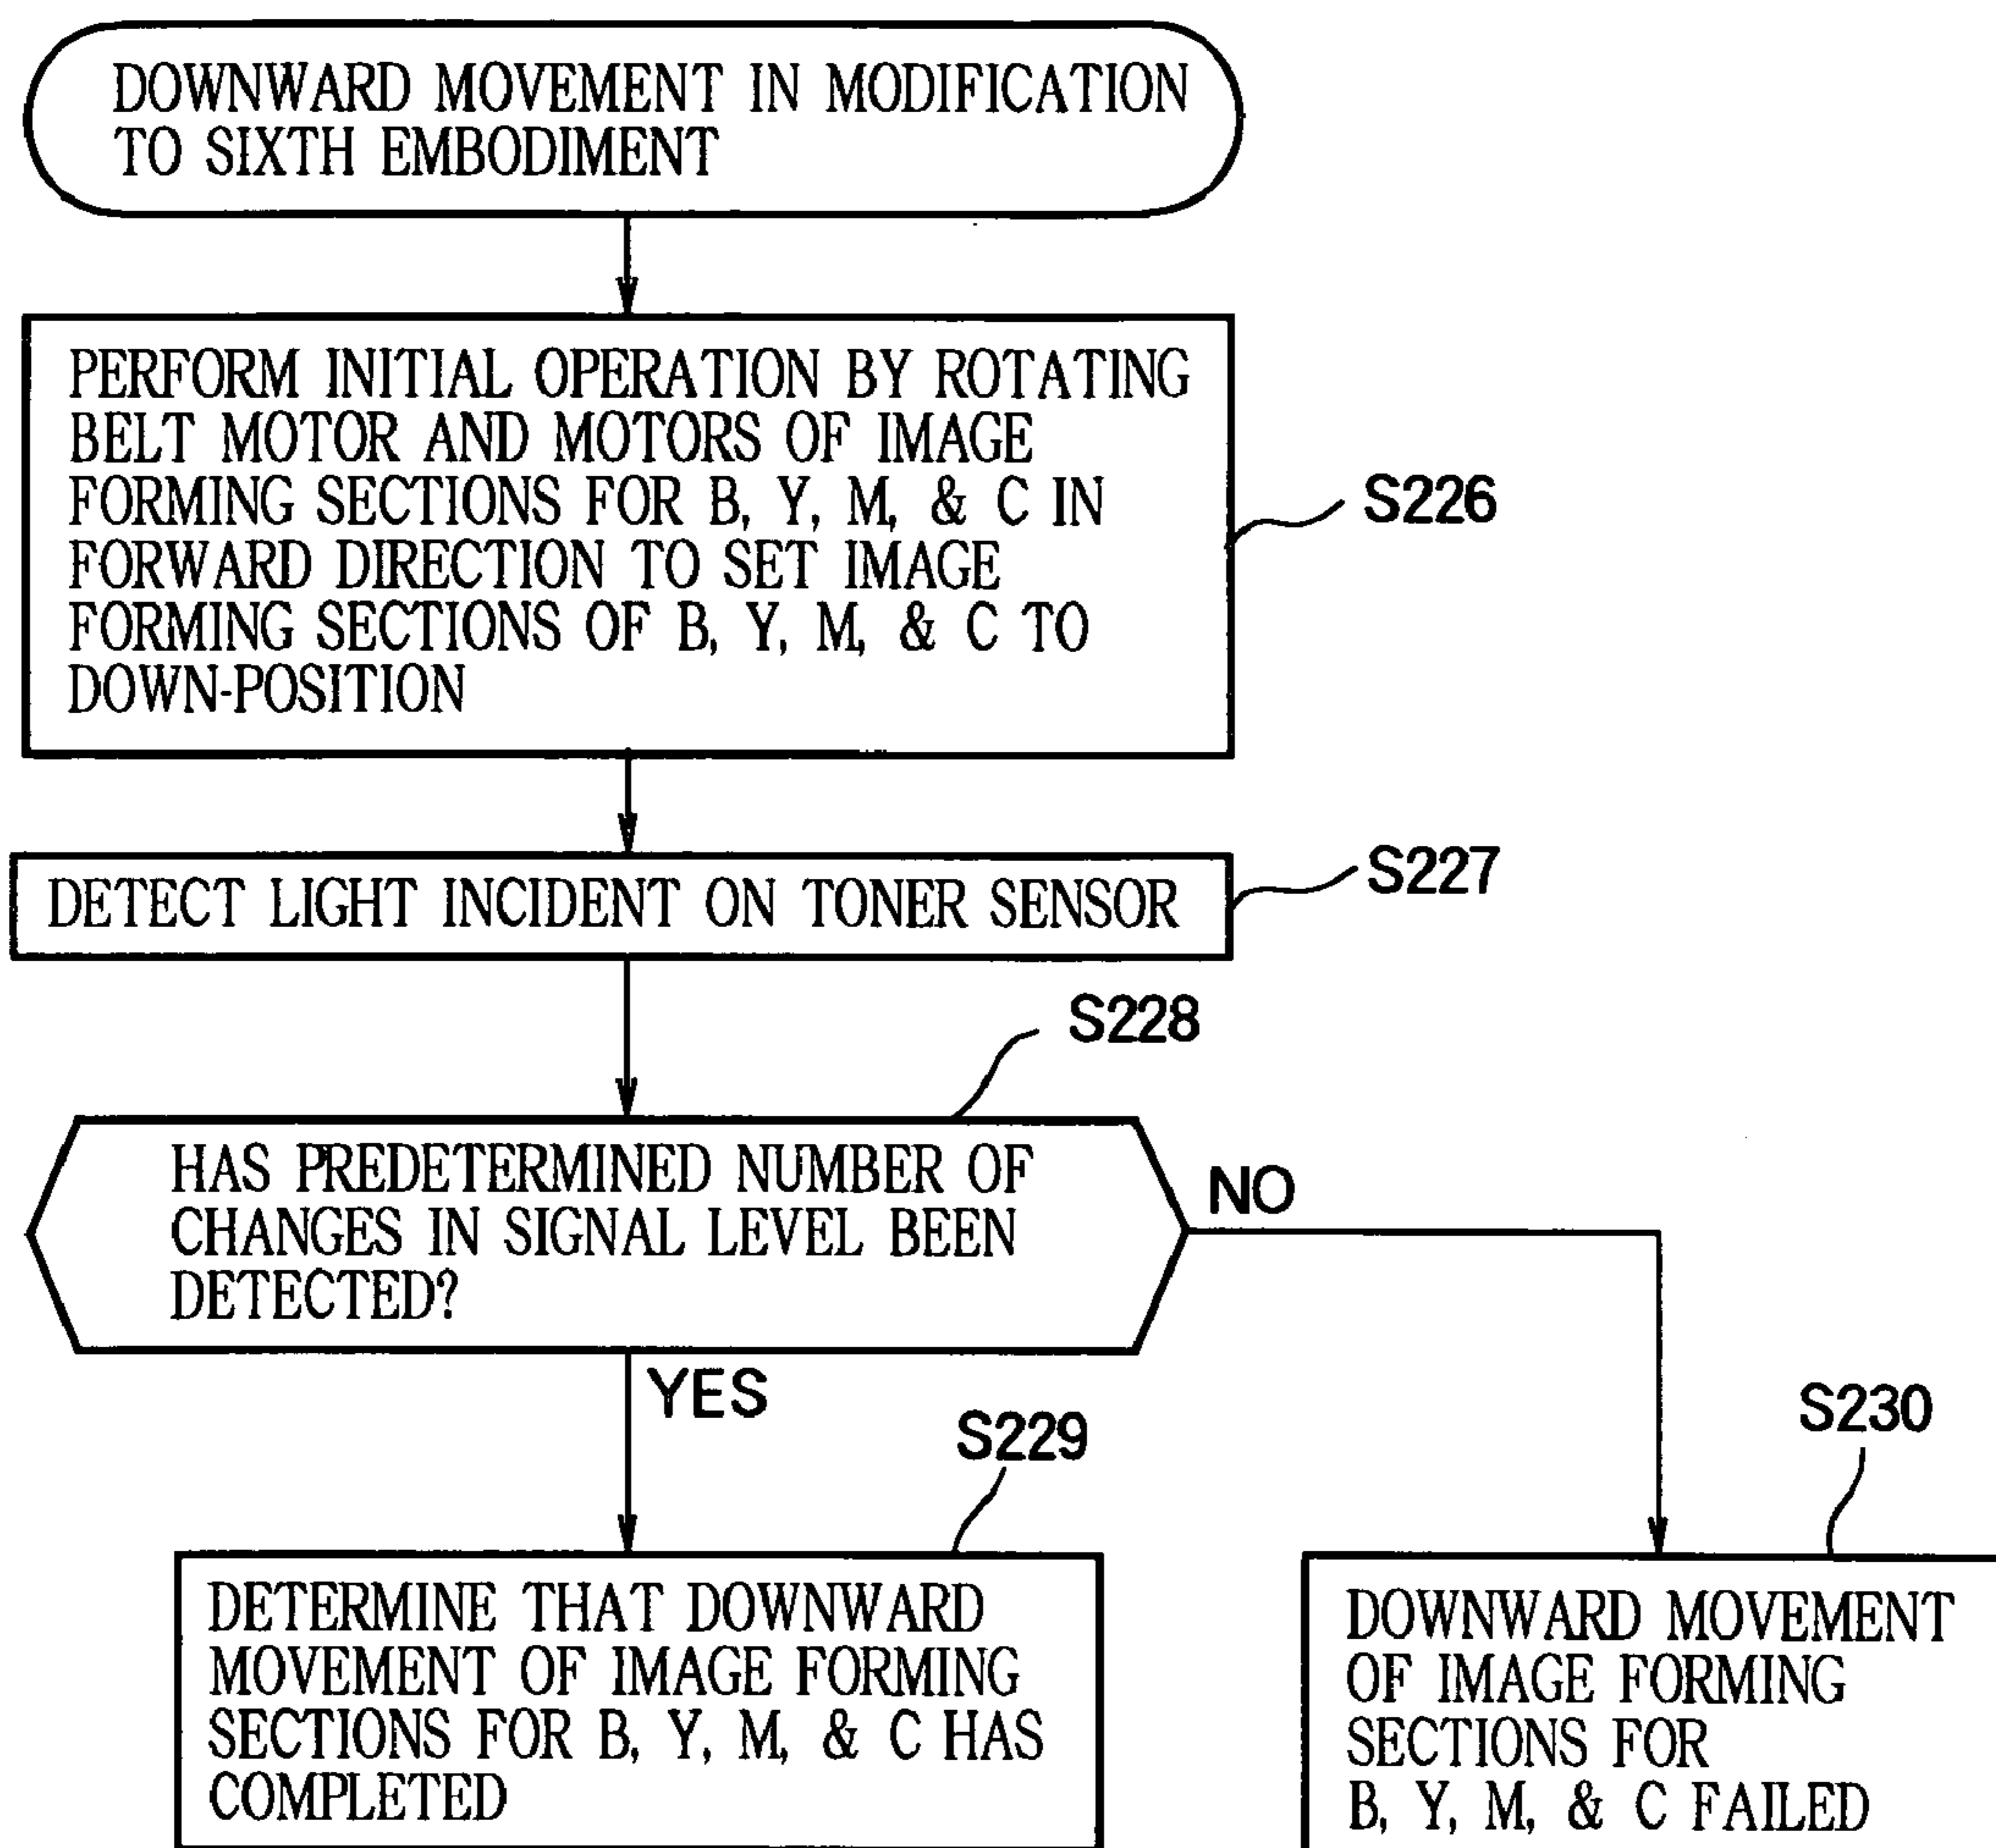 DOWNWARD MOVEMENT IN MODIFICATION
TO SIXTH EMBODIMENT
PERFORM INITIAL OPERATION BY ROTATING
BELT MOTOR AND MOTORS OF IMAGE
FORMING SECTIONS FOR B, Y, M, & C IN
FORWARD DIRECTION TO SET IMAGE
FORMING SECTIONS OF B, Y, M, & C TO
DOWN-POSITION
S226
DETECT LIGHT INCIDENT ON TONER SENSOR
S227
S228
HAS PREDETERMINED NUMBER OF
CHANGES IN SIGNAL LEVEL BEEN
DETECTED?
NO
YES
S229
DETERMINE THAT DOWNWARD
MOVEMENT OF IMAGE FORMING
SECTIONS FOR B, Y, M, & C HAS
COMPLETED
S230
DOWNWARD MOVEMENT
OF IMAGE FORMING
SECTIONS FOR
B, Y, M, & C FAILED